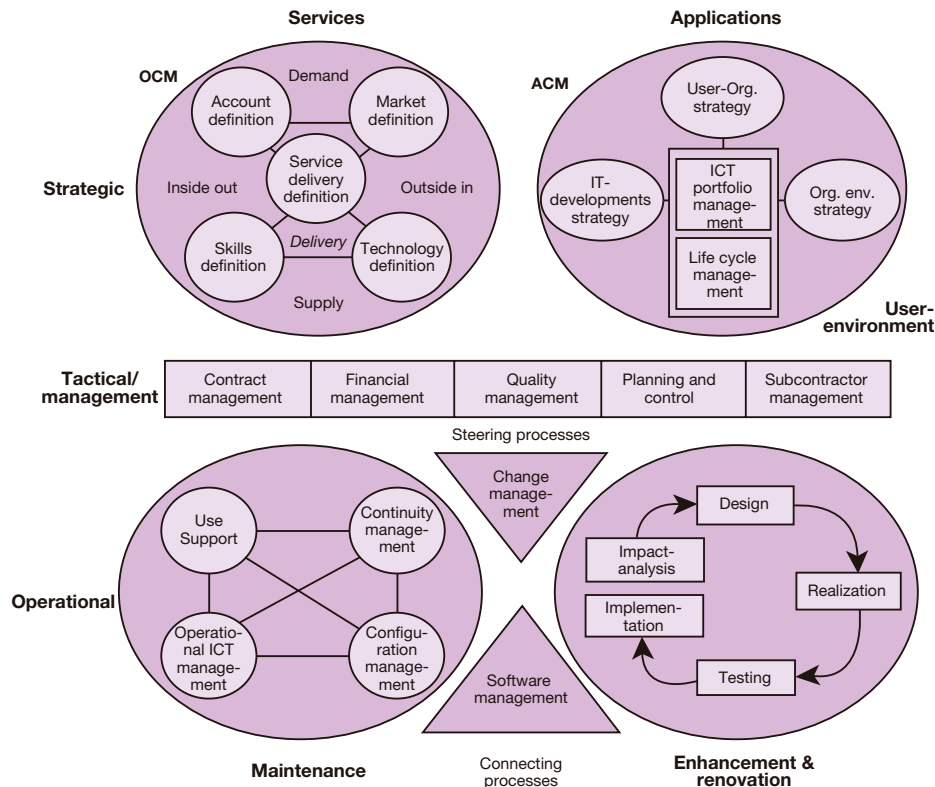 Services
Applications
OCM
Demand
Account
definition
Market
definition
Service
delivery
definition
Strategic
Inside out
Outside in
Skills
definition
Delivery
Technology
definition
Supply
ACM
User-Org.
strategy
IT-
developments
strategy
ICT
portfolio
manage-
ment
Org. env.
strategy
Life cycle
manage-
ment
User-
environment
Tactical/
management
Contract
management
Financial
management
Quality
management
Planning and
control
Subcontractor
management
Steering processes
Change
manage-
ment
Use
Support
Continuity
manage-
ment
Operational
Operatio-
nal ICT
manage-
ment
Configu-
ration
manage-
ment
Software
management
Design
Impact-
analysis
Realization
Implemen-
tation
Testing
Maintenance
Connecting
processes
Enhancement &
renovation